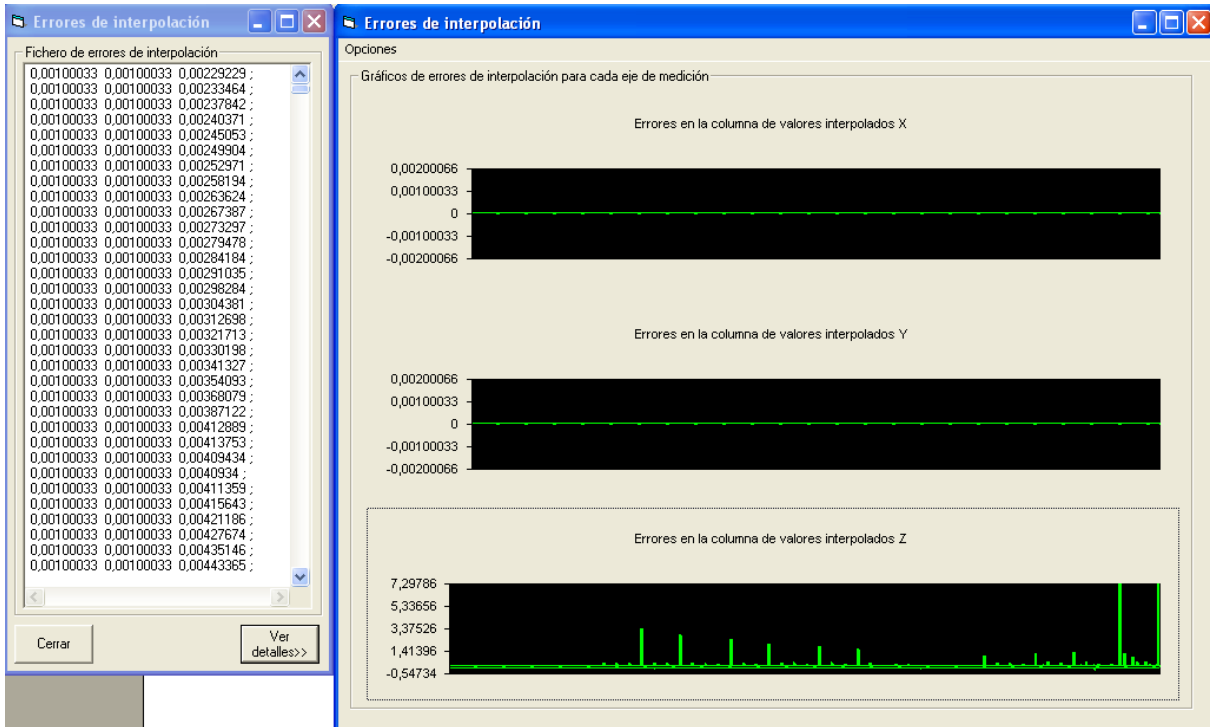 Errores de interpolación
Fichero de errores de interpolación
0,00100033 0,00100033 0,00229229 ;
0,00100033 0,00100033 0,00233464 ;
0,00100033 0,00100033 0,00237842 ;
0,00100033 0,00100033 0,00240371 ;
0,00100033 0,00100033 0,00245053 ;
0,00100033 0,00100033 0,00249904 ;
0,00100033 0,00100033 0,00252971 ;
0,00100033 0,00100033 0,00258194 ;
0,00100033 0,00100033 0,00263624 ;
0,00100033 0,00100033 0,00267387 ;
0,00100033 0,00100033 0,00273297 ;
0,00100033 0,00100033 0,00279478 ;
0,00100033 0,00100033 0,00284184 ;
0,00100033 0,00100033 0,00291035 ;
0,00100033 0,00100033 0,00298284 ;
0,00100033 0,00100033 0,00304381 ;
0,00100033 0,00100033 0,00312698 ;
0,00100033 0,00100033 0,00321713 ;
0,00100033 0,00100033 0,00330198 ;
0,00100033 0,00100033 0,00341327 ;
0,00100033 0,00100033 0,00354093 ;
0,00100033 0,00100033 0,00368079 ;
0,00100033 0,00100033 0,00387122 ;
0,00100033 0,00100033 0,00412889 ;
0,00100033 0,00100033 0,00413753 ;
0,00100033 0,00100033 0,00409434 ;
0,00100033 0,00100033 0,0040934 ;
0,00100033 0,00100033 0,00411359 ;
0,00100033 0,00100033 0,00415643 ;
0,00100033 0,00100033 0,00421186 ;
0,00100033 0,00100033 0,00427674 ;
0,00100033 0,00100033 0,00435146 ;
0,00100033 0,00100033 0,00443365 ;
Cerrar
Ver
detalles>>
Errores de interpolación
Opciones
Gráficos de errores de interpolación para cada eje de medición
Errores en la columna de valores interpolados X
0,00200066
0,00100033
0
-0,00100033
-0,00200066
Errores en la columna de valores interpolados Y
0,00200066
0,00100033
0
-0,00100033
-0,00200066
Errores en la columna de valores interpolados Z
7,29786
5,33656
3,37526
1,41396
-0,54734